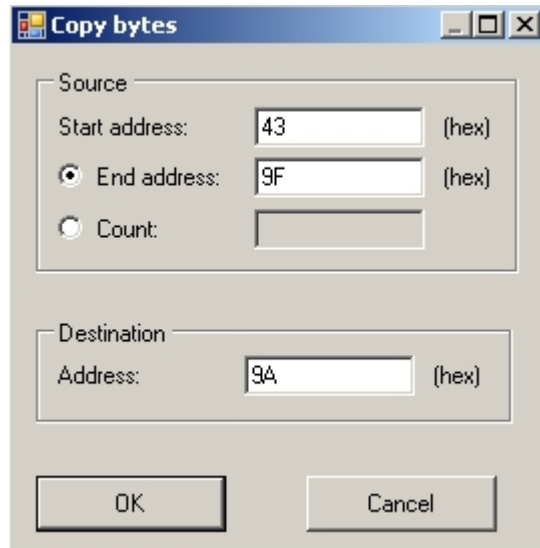 Copy bytes
Source
Start address: 43 (hex)
End address: 9F (hex)
Count:
Destination
Address: 9A (hex)
OK Cancel